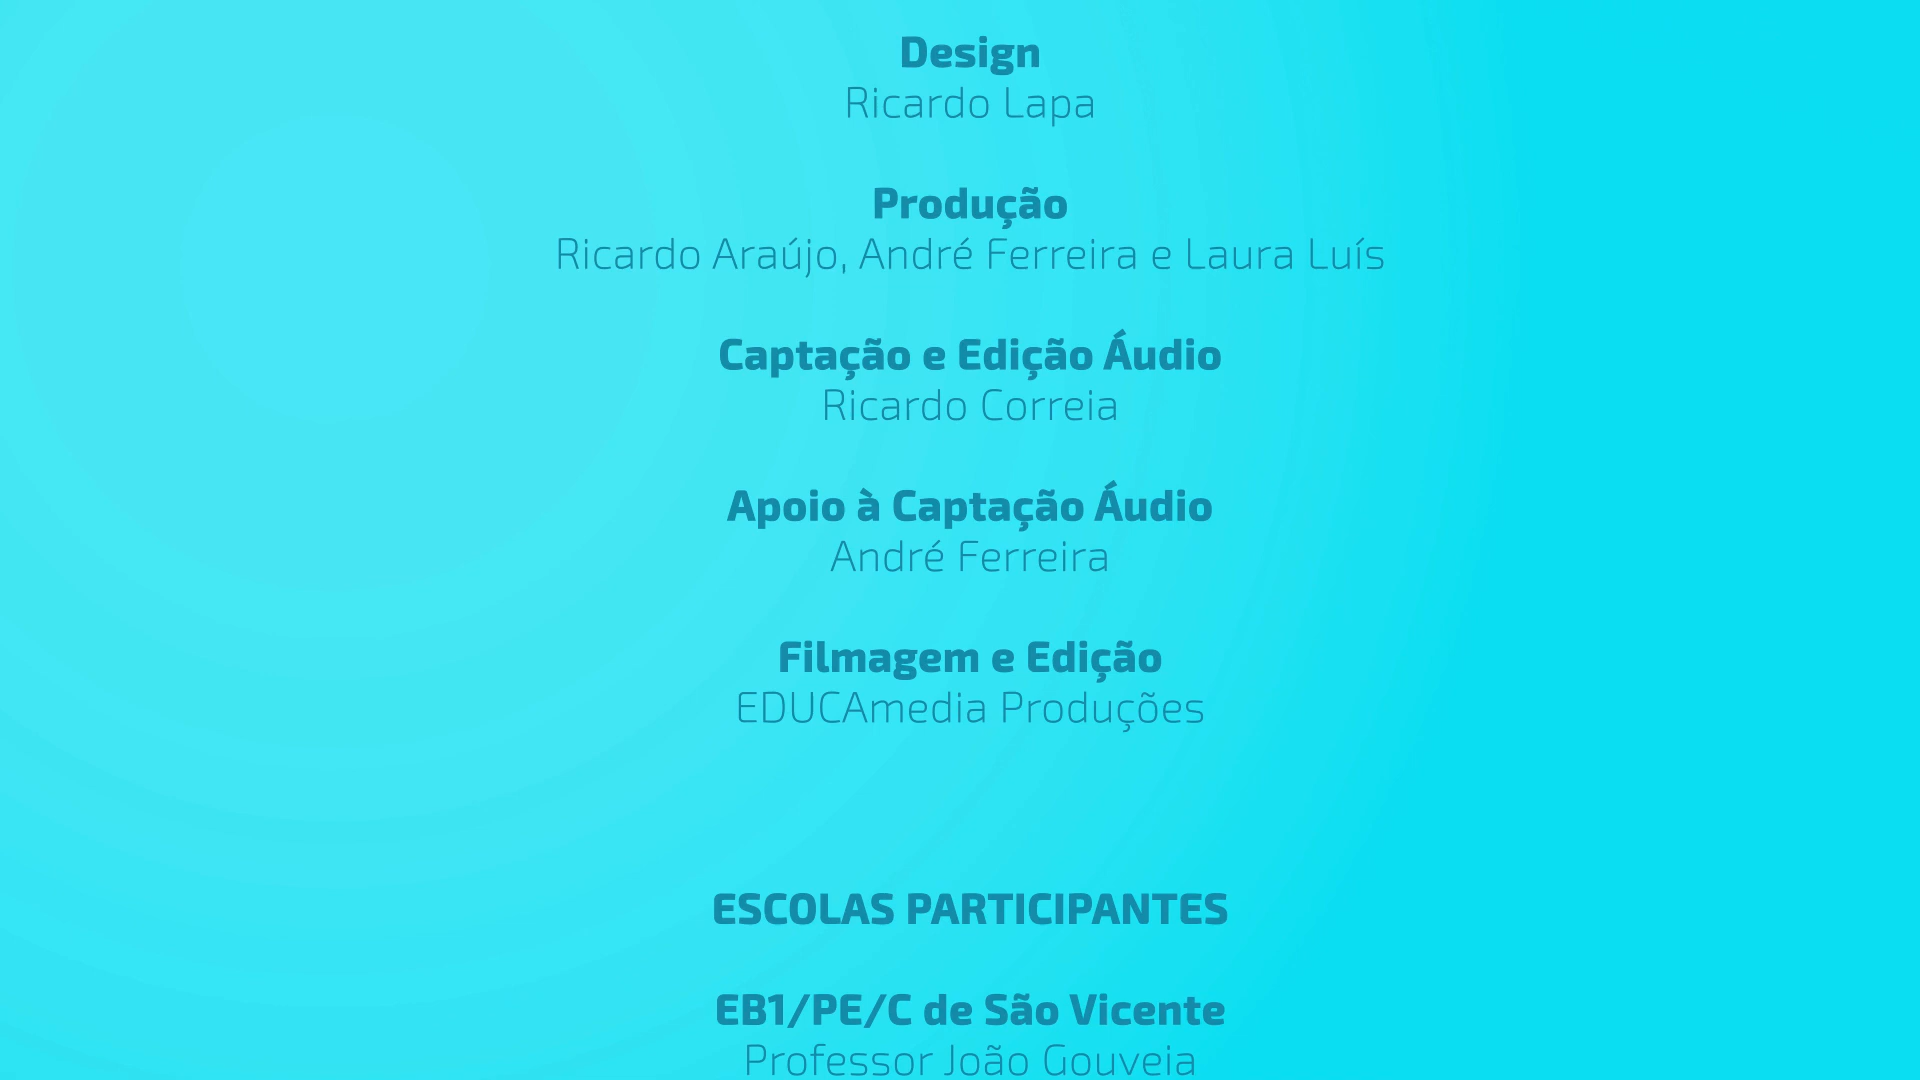 Design
Ricardo Lapa
Produção
Ricardo Araújo, André Ferreira e Laura Luís
Captação e Edição Áudio
Ricardo Correia
Apoio à Captação Áudio
André Ferreira
Filmagem e Edição
EDUCAmedia Produções
ESCOLAS PARTICIPANTES
EB1/PE/C de São Vicente
Professor João Gouveia